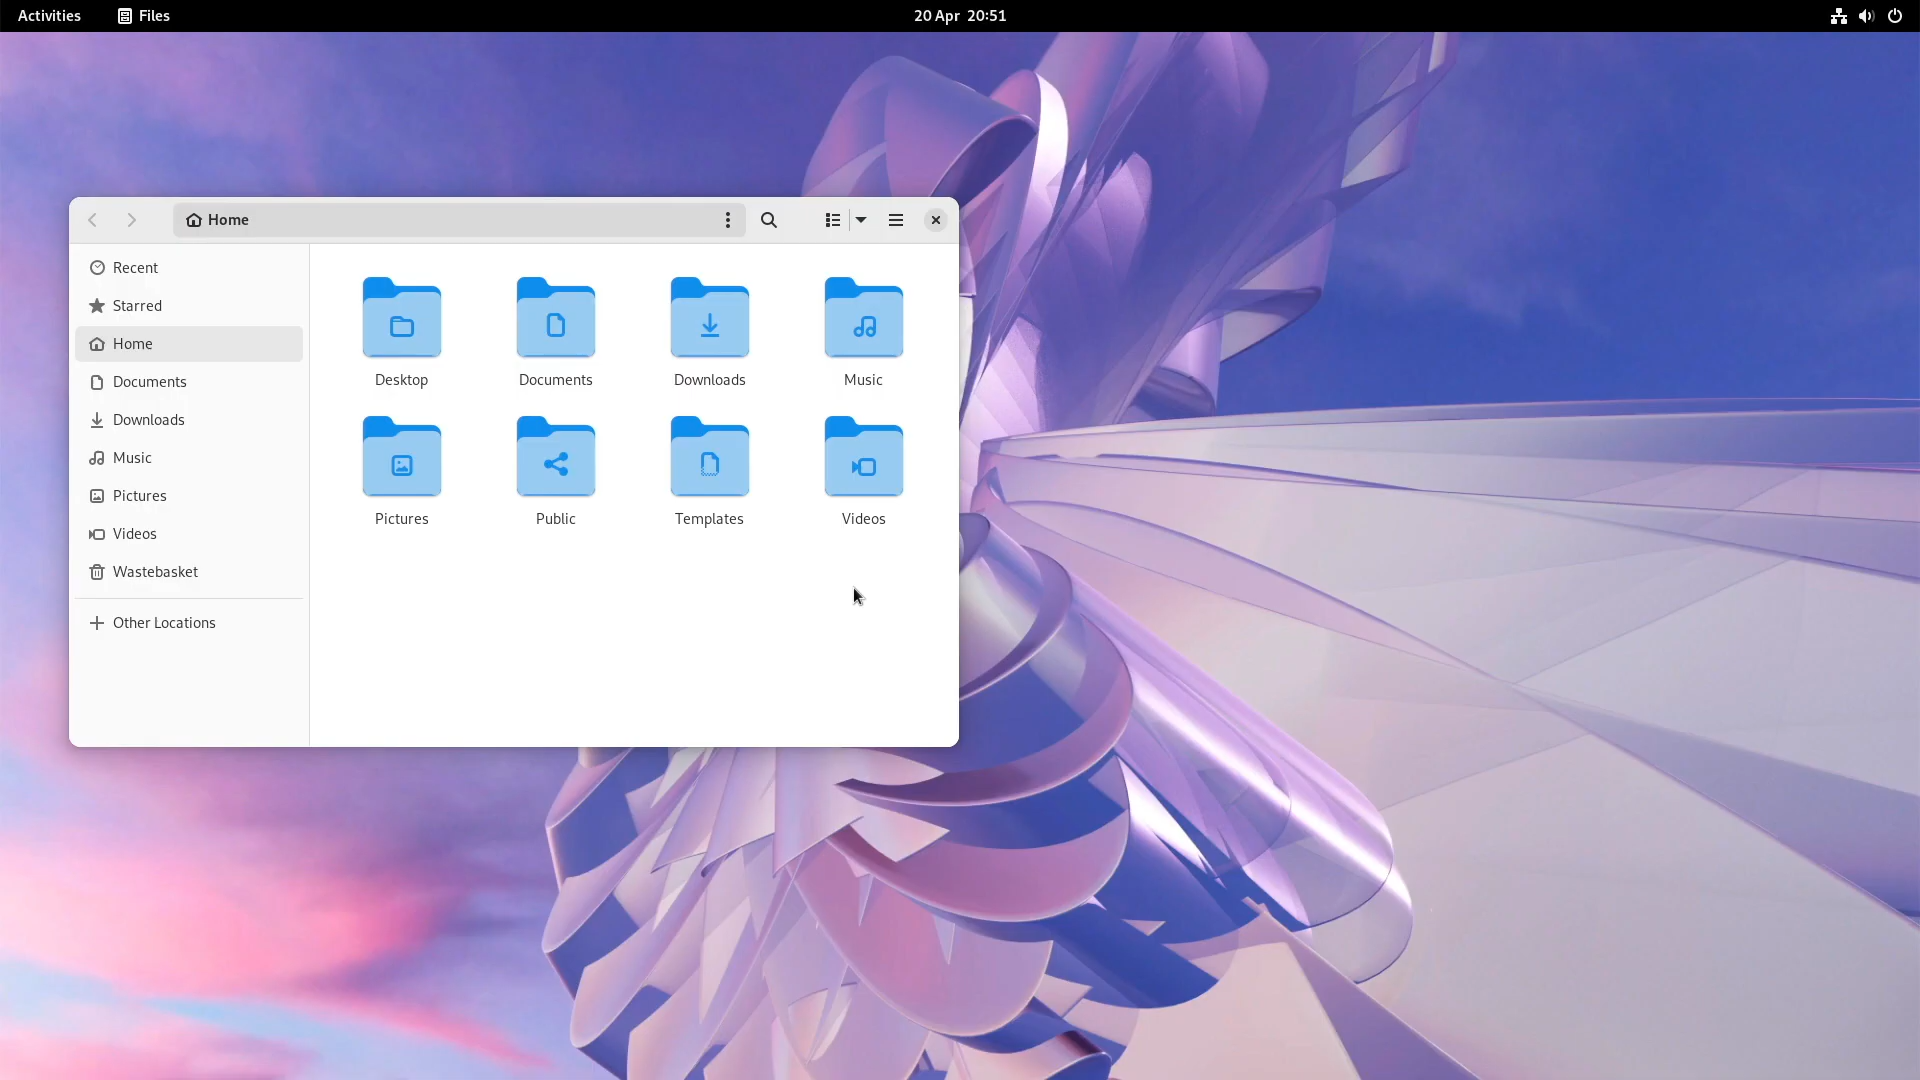 Activities Files 20 Apr 20:51
Home
Recent
Starred
Home
Documents
Downloads
Music
Pictures
Videos
Wastebasket
Other Locations
Desktop Documents Downloads Music
Pictures Public Templates Videos